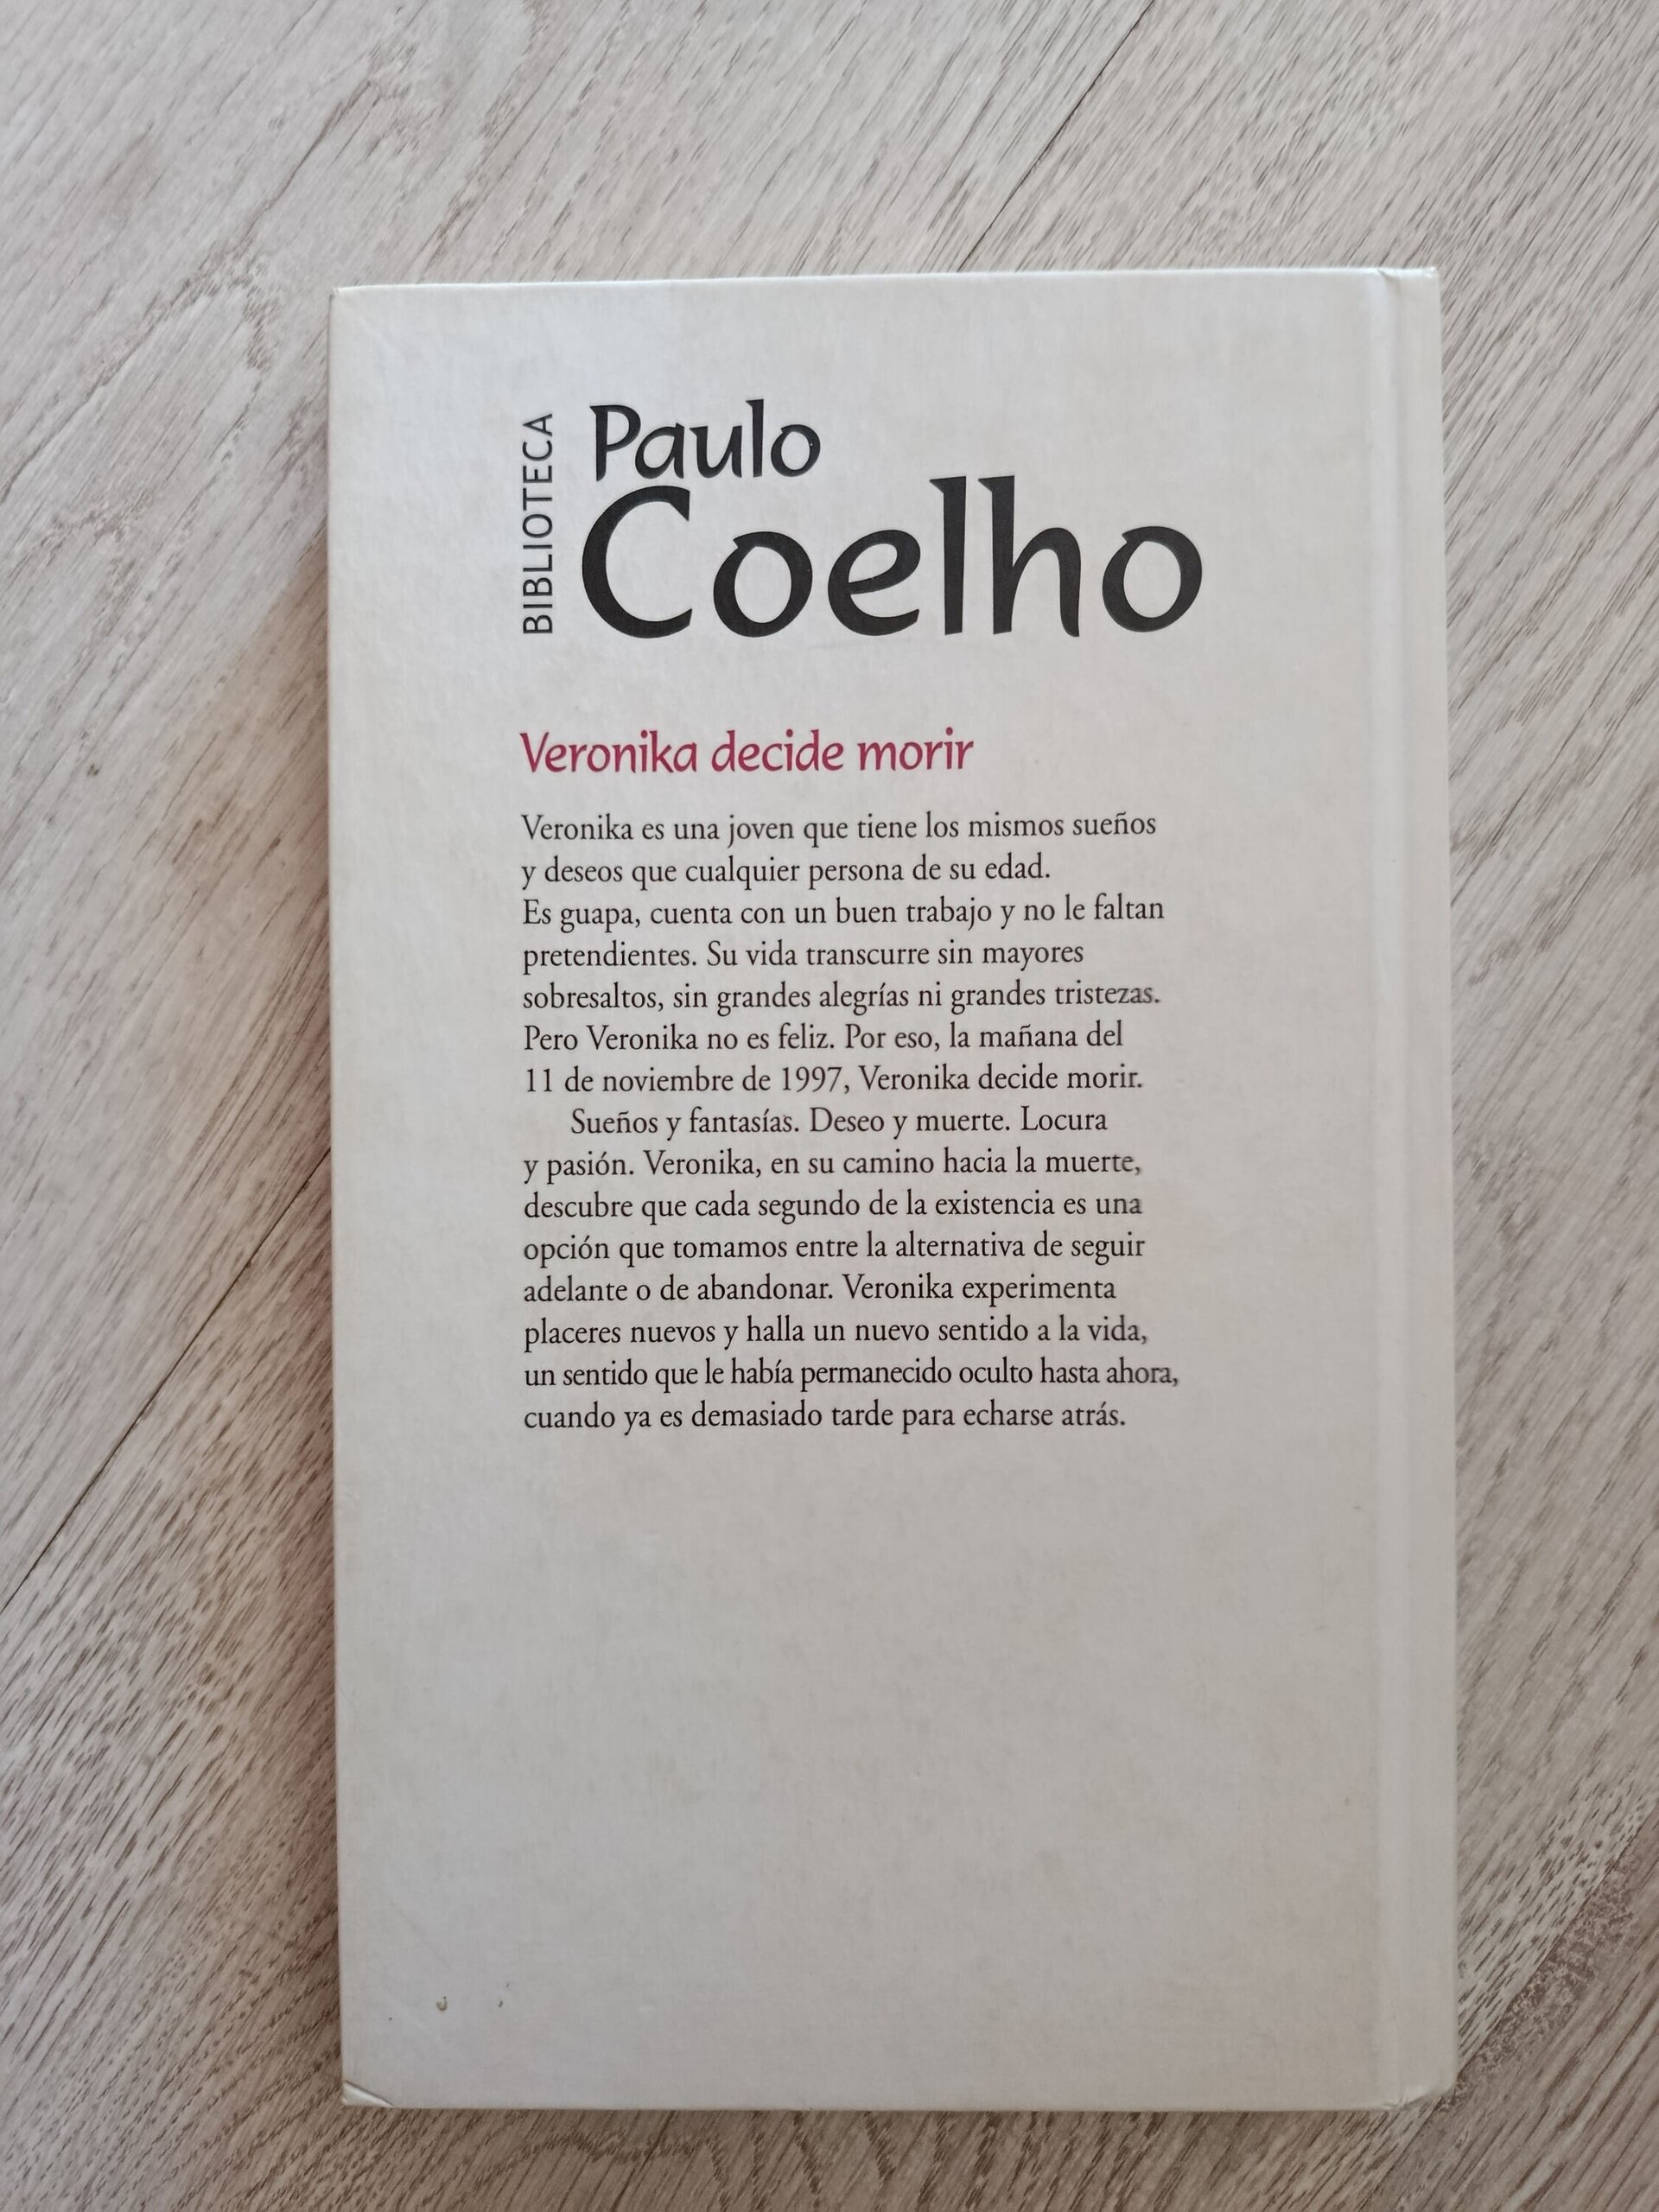 BIBLIOTECA
Paulo
Coelho
Veronika decide morir
Veronika es una joven que tiene los mismos sueños
y deseos que cualquier persona de su edad.
Es guapa, cuenta con un buen trabajo y no le faltan
pretendientes. Su vida transcurre sin mayores
sobresaltos, sin grandes alegrías ni grandes tristezas.
Pero Veronika no es feliz. Por eso, la mañana del
11 de noviembre de 1997, Veronika decide morir.
Sueños y fantasías. Deseo y muerte. Locura
y pasión. Veronika, en su camino hacia la muerte,
descubre que cada segundo de la existencia es una
opción que tomamos entre la alternativa de seguir
adelante o de abandonar. Veronika experimenta
placeres nuevos y halla un nuevo sentido a la vida,
un sentido que le había permanecido oculto hasta ahora,
cuando ya es demasiado tarde para echarse atrás.